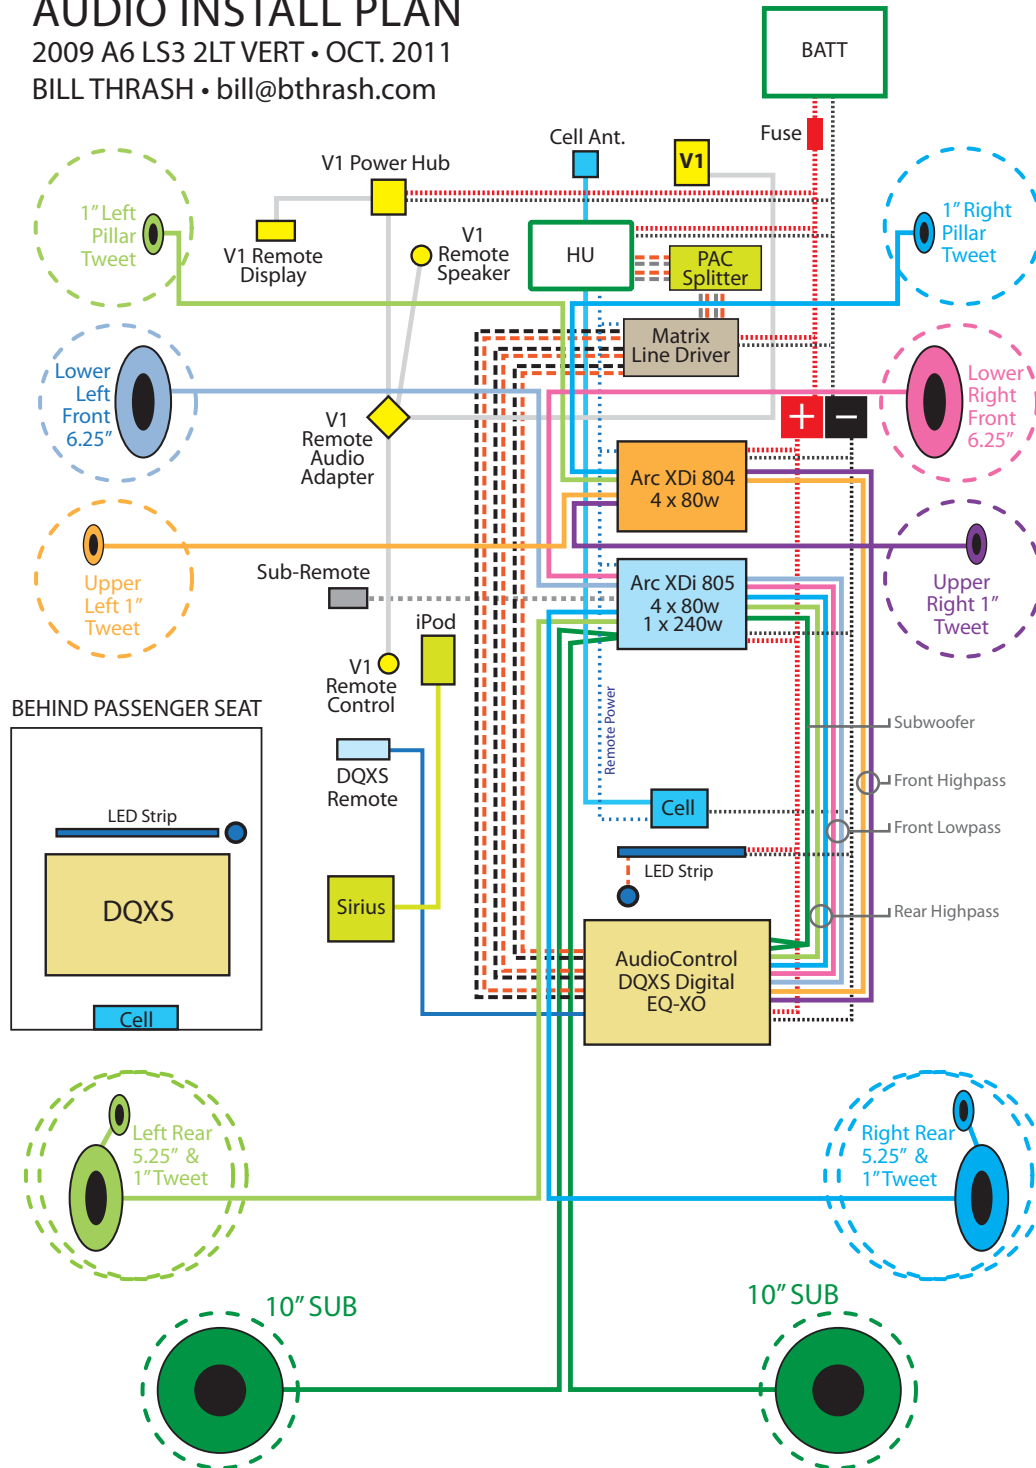 AUDIO INSTALL PLAN
2009 A6 LS3 2LT VERT • OCT. 2011
BILL THRASH • bill@bthrash.com
BATT
Fuse
Cell Ant.
V1
V1 Power Hub
1” Left
Pillar
Tweet
V1 Remote
Display
V1
Remote
Speaker
HU
PAC
Splitter
1” Right
Pillar
Tweet
Matrix
Line Driver
Lower
Left
Front
6.25”
V1
Remote
Audio
Adapter
+
–
Lower
Right
Front
6.25”
Arc XDi 804
4 x 80w
Upper
Left 1”
Tweet
Sub-Remote
iPod
Arc XDi 805
4 x 80w
1 x 240w
Upper
Right 1”
Tweet
V1
Remote
Control
Remote Power
BEHIND PASSENGER SEAT
DQXS
Remote
LED Strip
DQXS
Cell
Sirius
Cell
LED Strip
Subwoofer
Front Highpass
Front Lowpass
Rear Highpass
AudioControl
DQXS Digital
EQ-XO
Left Rear
5.25” &
1” Tweet
Right Rear
5.25” &
1” Tweet
10” SUB
10” SUB